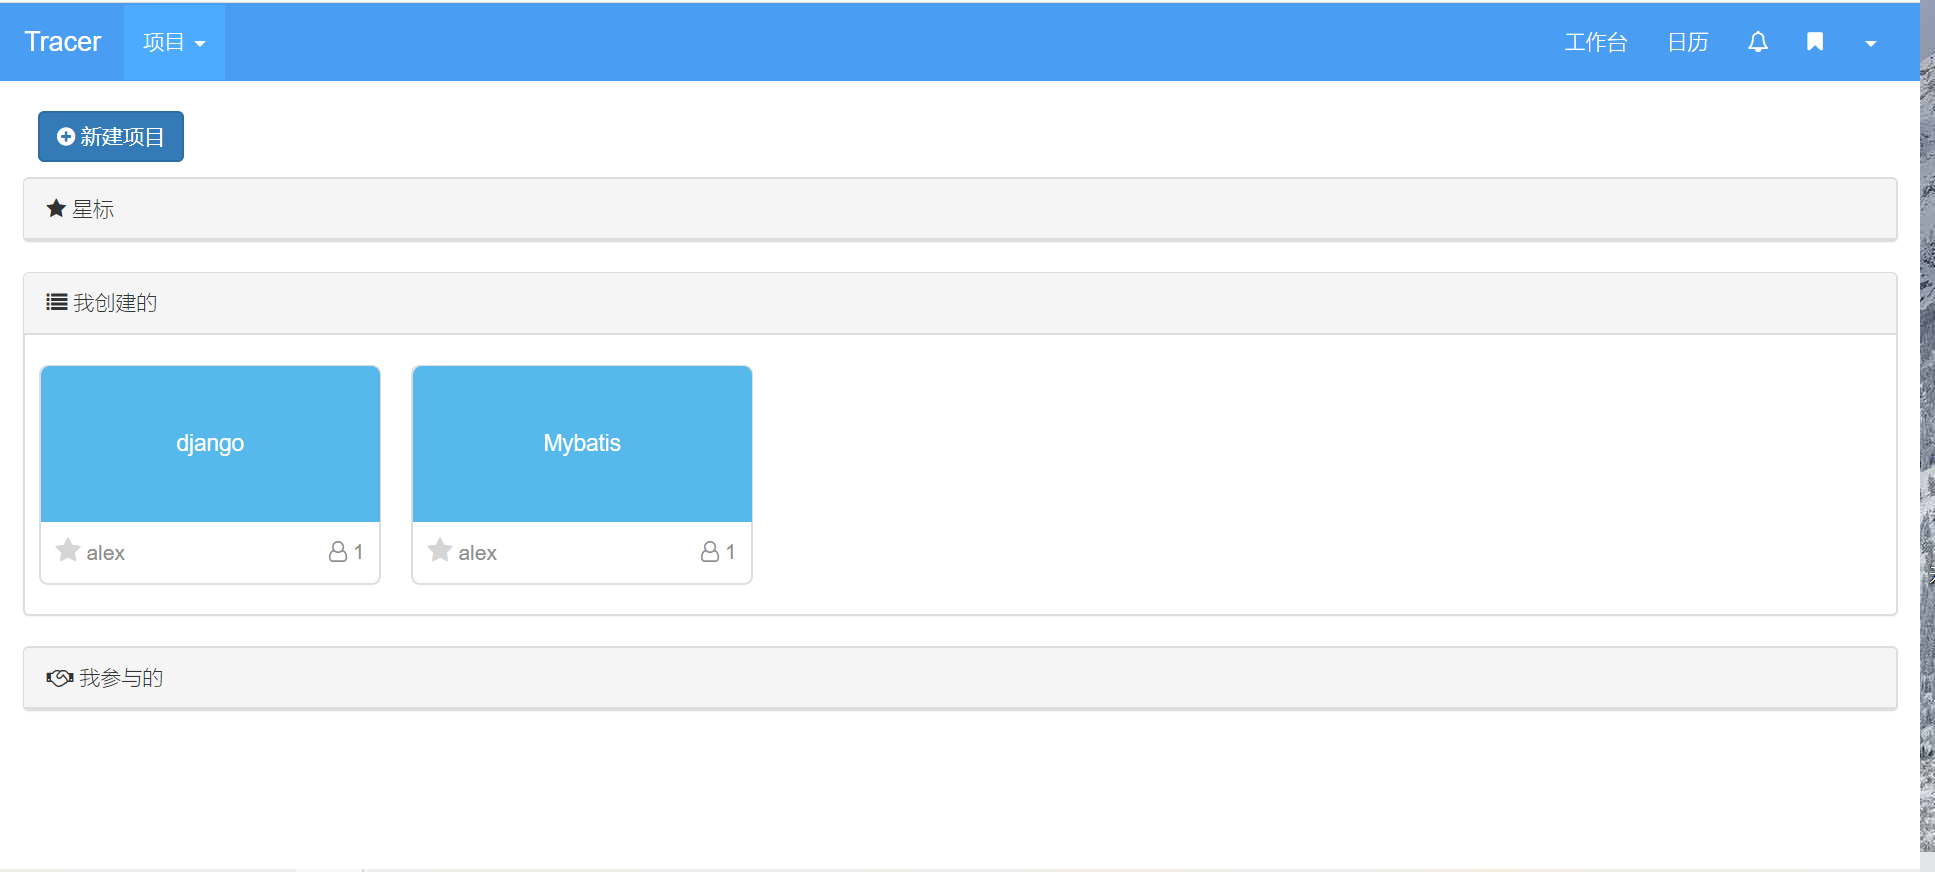 Tracer 项目 工作台 日历
新建项目
星标
我创建的
django Mybatis
alex 1 alex 1
我参与的